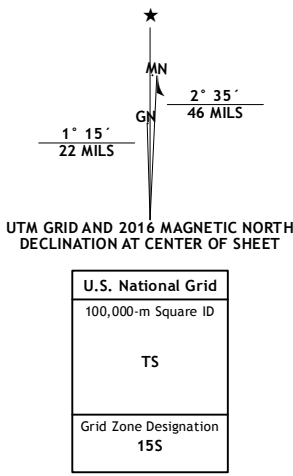 ★
MN
GN
2° 35´
46 MILS
1° 15´
22 MILS
UTM GRID AND 2016 MAGNETIC NORTH
DECLINATION AT CENTER OF SHEET
U.S. National Grid
100,000-m Square ID
TS
Grid Zone Designation
15S